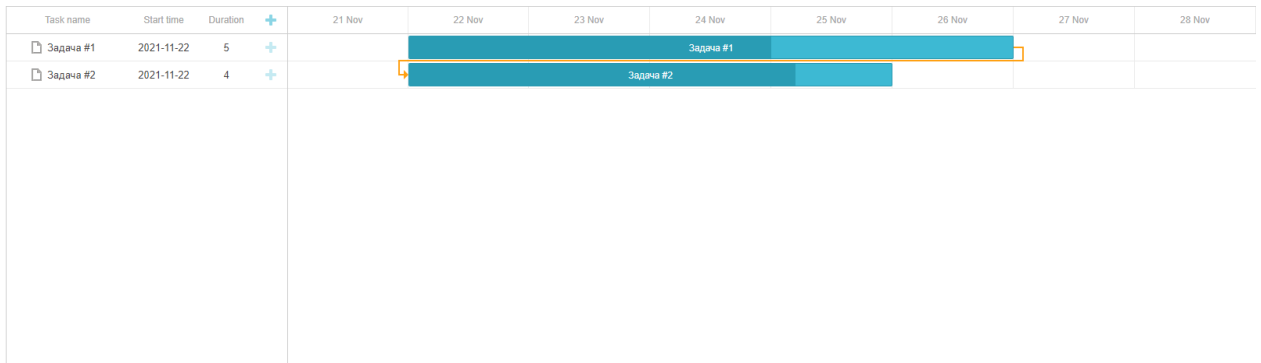 Task name Start time Duration 21 Nov 22 Nov 23 Nov 24 Nov 25 Nov 26 Nov 27 Nov 28 Nov
Задача #1 2021-11-22 5 Задача #1
Задача #2 2021-11-22 4 Задача #2